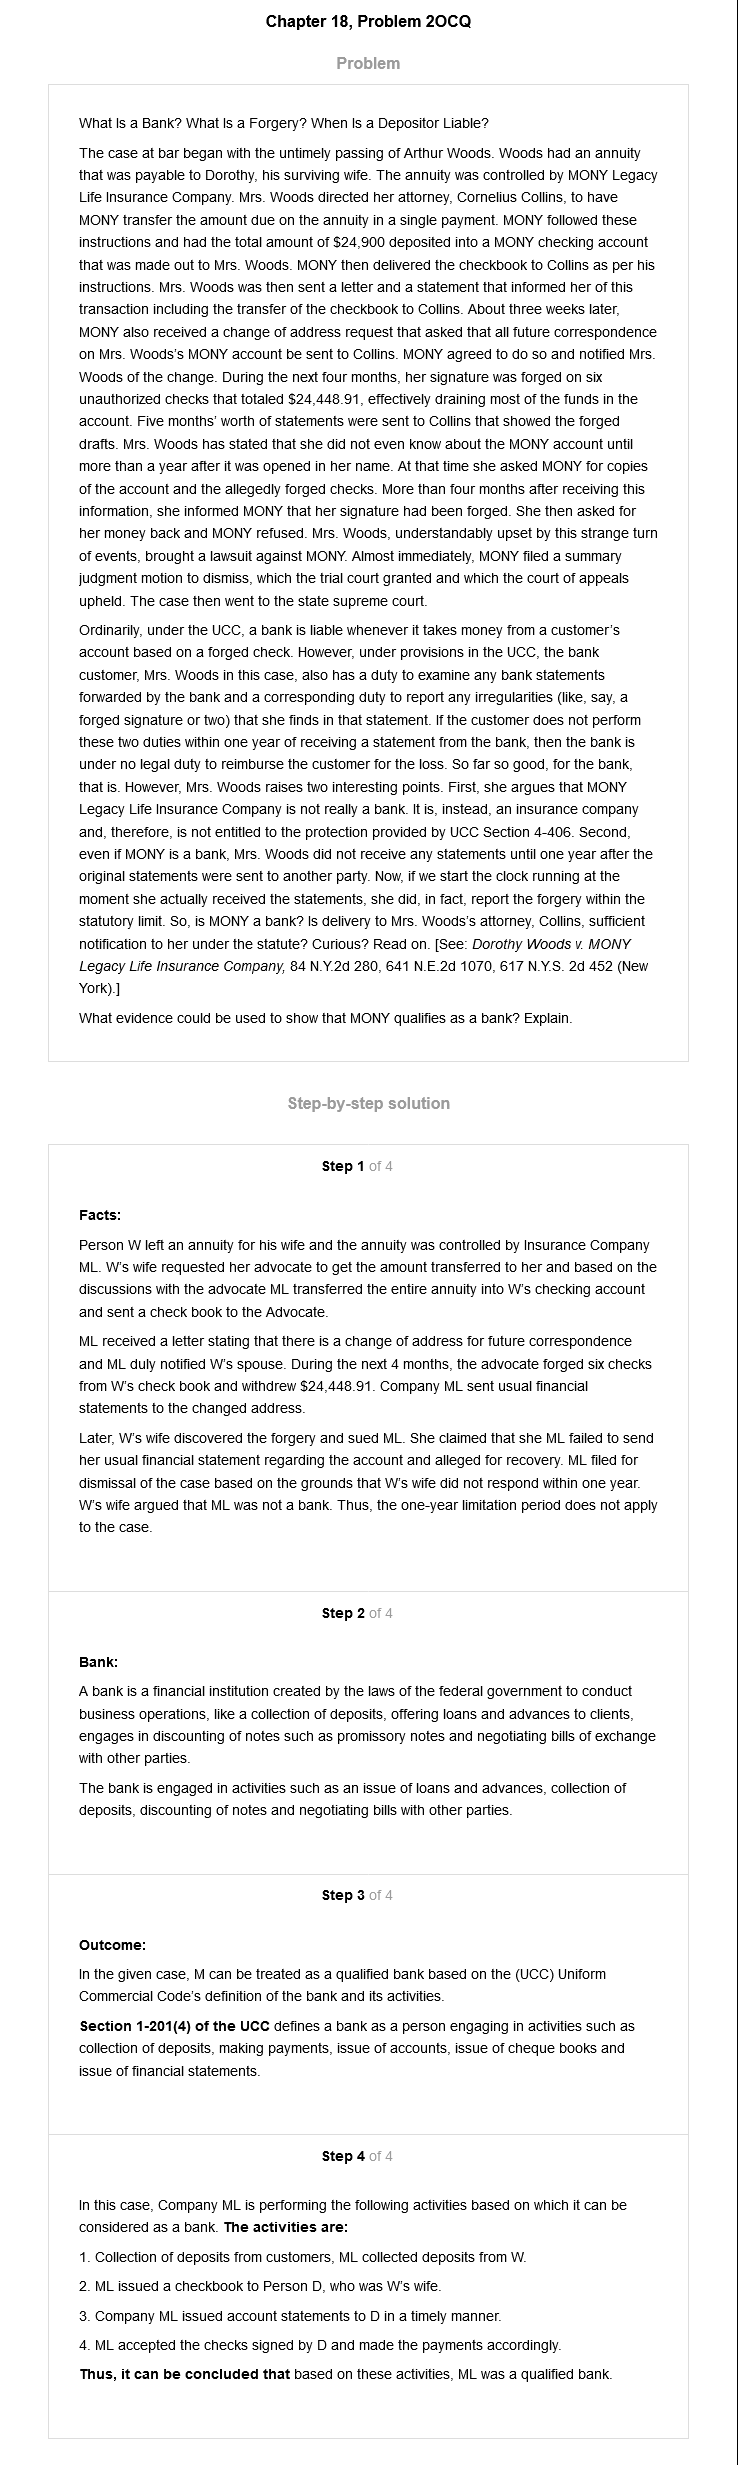 Chapter 18, Problem 2OCQ
Problem
What Is a Bank? What Is a Forgery? When Is a Depositor Liable?
The case at bar began with the untimely passing of Arthur Woods. Woods had an annuity
that was payable to Dorothy, his surviving wife. The annuity was controlled by MONY Legacy
Life Insurance Company. Mrs. Woods directed her attorney, Cornelius Collins, to have
MONY transfer the amount due on the annuity in a single payment. MONY followed these
instructions and had the total amount of $24,900 deposited into a MONY checking account
that was made out to Mrs. Woods. MONY then delivered the checkbook to Collins as per his
instructions. Mrs. Woods was then sent a letter and a statement that informed her of this
transaction including the transfer of the checkbook to Collins. About three weeks later,
MONY also received a change of address request that asked that all future correspondence
on Mrs. Woods's MONY account be sent to Collins. MONY agreed to do so and notified Mrs.
Woods of the change. During the next four months, her signature was forged on six
unauthorized checks that totaled $24,448.91, effectively draining most of the funds in the
account. Five months' worth of statements were sent to Collins that showed the forged
drafts. Mrs. Woods has stated that she did not even know about the MONY account until
more than a year after it was opened in her name. At that time she asked MONY for copies
of the account and the allegedly forged checks. More than four months after receiving this
information, she informed MONY that her signature had been forged. She then asked for
her money back and MONY refused. Mrs. Woods, understandably upset by this strange turn
of events, brought a lawsuit against MONY. Almost immediately, MONY filed a summary
judgment motion to dismiss, which the trial court granted and which the court of appeals
upheld. The case then went to the state supreme court.
Ordinarily, under the UCC, a bank is liable whenever it takes money from a customer's
account based on a forged check. However, under provisions in the UCC, the bank
customer, Mrs. Woods in this case, also has a duty to examine any bank statements
forwarded by the bank and a corresponding duty to report any irregularities (like, say, a
forged signature or two) that she finds in that statement. If the customer does not perform
these two duties within one year of receiving a statement from the bank, then the bank is
under no legal duty to reimburse the customer for the loss. So far so good, for the bank,
that is. However, Mrs. Woods raises two interesting points. First, she argues that MONY
Legacy Life Insurance Company is not really a bank. It is, instead, an insurance company
and, therefore, is not entitled to the protection provided by UCC Section 4-406. Second,
even if MONY is a bank, Mrs. Woods did not receive any statements until one year after the
original statements were sent to another party. Now, if we start the clock running at the
moment she actually received the statements, she did, in fact, report the forgery within the
statutory limit. So, is MONY a bank? Is delivery to Mrs. Woods's attorney, Collins, sufficient
notification to her under the statute? Curious? Read on. [See: Dorothy Woods v. MONY
Legacy Life Insurance Company, 84 N.Y.2d 280, 641 N.E.2d 1070, 617 N.Y.S. 2d 452 (New
York).]
What evidence could be used to show that MONY qualifies as a bank? Explain.
Step-by-step solution
Step 1 of 4
Facts:
Person W left an annuity for his wife and the annuity was controlled by Insurance Company
ML. W's wife requested her advocate to get the amount transferred to her and based on the
discussions with the advocate ML transferred the entire annuity into W's checking account
and sent a check book to the Advocate.
ML received a letter stating that there is a change of address for future correspondence
and ML duly notified W's spouse. During the next 4 months, the advocate forged six checks
from W's check book and withdrew $24,448.91. Company ML sent usual financial
statements to the changed address.
Later, W's wife discovered the forgery and sued ML. She claimed that she ML failed to send
her usual financial statement regarding the account and alleged for recovery. ML filed for
dismissal of the case based on the grounds that W's wife did not respond within one year.
W's wife argued that ML was not a bank. Thus, the one-year limitation period does not apply
to the case.
Step 2 of 4
Bank:
A bank is a financial institution created by the laws of the federal government to conduct
business operations, like a collection of deposits, offering loans and advances to clients,
engages in discounting of notes such as promissory notes and negotiating bills of exchange
with other parties.
The bank is engaged in activities such as an issue of loans and advances, collection of
deposits, discounting of notes and negotiating bills with other parties.
Step 3 of 4
Outcome:
In the given case, M can be treated as a qualified bank based on the (UCC) Uniform
Commercial Code's definition of the bank and its activities.
Section 1-201(4) of the UCC defines a bank as a person engaging in activities such as
collection of deposits, making payments, issue of accounts, issue of cheque books and
issue of financial statements.
Step 4 of 4
In this case, Company ML is performing the following activities based on which it can be
considered as a bank. The activities are:
1. Collection of deposits from customers, ML collected deposits from W.
2. ML issued a checkbook to Person D, who was W's wife.
3. Company ML issued account statements to D in a timely manner.
4. ML accepted the checks signed by D and made the payments accordingly.
Thus, it can be concluded that based on these activities, ML was a qualified bank.